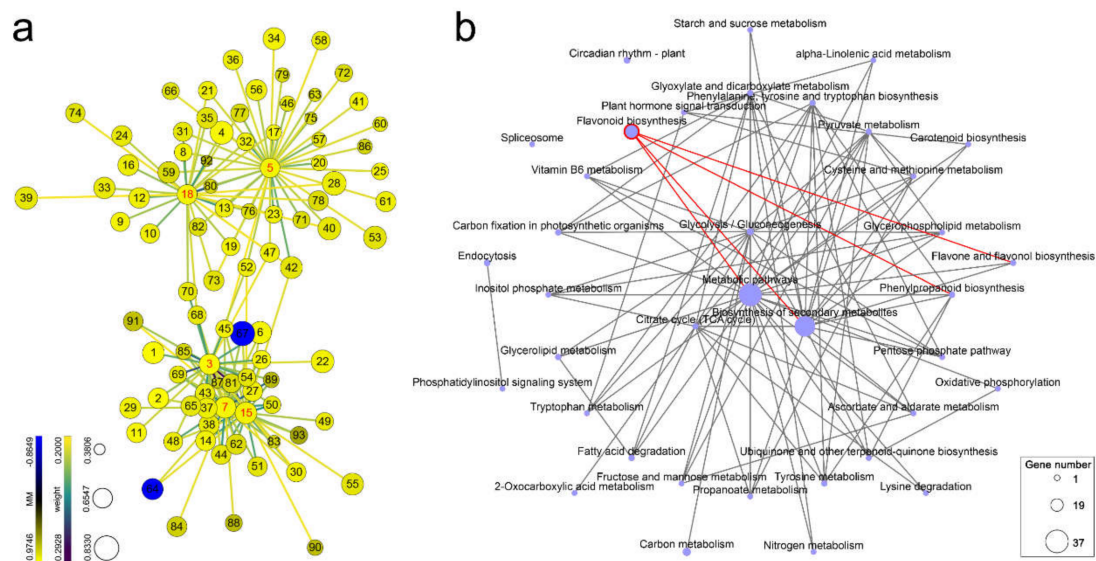 a
34
58
36
79
72
66
21
56
46
63
41
74
77
35
75
24
31
4
17
60
32
57
8
86
16
92
20
59
5
25
33
80
28
18
39
12
78
61
13
76
23
9
71
40
10
82
53
19
47
52
42
73
70
68
91
45
57
6
1
85
3
26
22
69
54
89
87
81
2
43
27
29
65
37
7
50
15
49
11
38
93
48
14
62
83
44
51
30
55
84
88
90
-0.8649
0.2000
0.3806
MM
weight
0.6547
0.9746
0.2928
0.8330
b
Starch and sucrose metabolism
Circadian rhythm - plant
alpha-Linolenic acid metabolism
Glyoxylate and dicarboxylate metabolism
Phenylalanine, tyrosine and tryptophan biosynthesis
Plant hormone signal transduction
Flavonoid biosynthesis
Pyruvate metabolism
Spliceosome
Carotenoid biosynthesis
Vitamin B6 metabolism
Cysteine and methionine metabolism
Carbon fixation in photosynthetic organisms
Glycolysis / Gluconeogenesis
Glycerophospholipid metabolism
Endocytosis
Flavone and flavonol biosynthesis
Metabolic pathways
Inositol phosphate metabolism
Phenylpropanoid biosynthesis
Biosynthesis of secondary metabolites
Citrate cycle (TCA cycle)
Glycerolipid metabolism
Pentose phosphate pathway
Phosphatidylinositol signaling system
Oxidative phosphorylation
Tryptophan metabolism
Ascorbate and aldarate metabolism
Fatty acid degradation
Ubiquinone and other terpenoid-quinone biosynthesis
Fructose and mannose metabolism
Tyrosine metabolism
2-Oxocarboxylic acid metabolism
Propanoate metabolism
Lysine degradation
Carbon metabolism
Nitrogen metabolism
Gene number
1
19
37